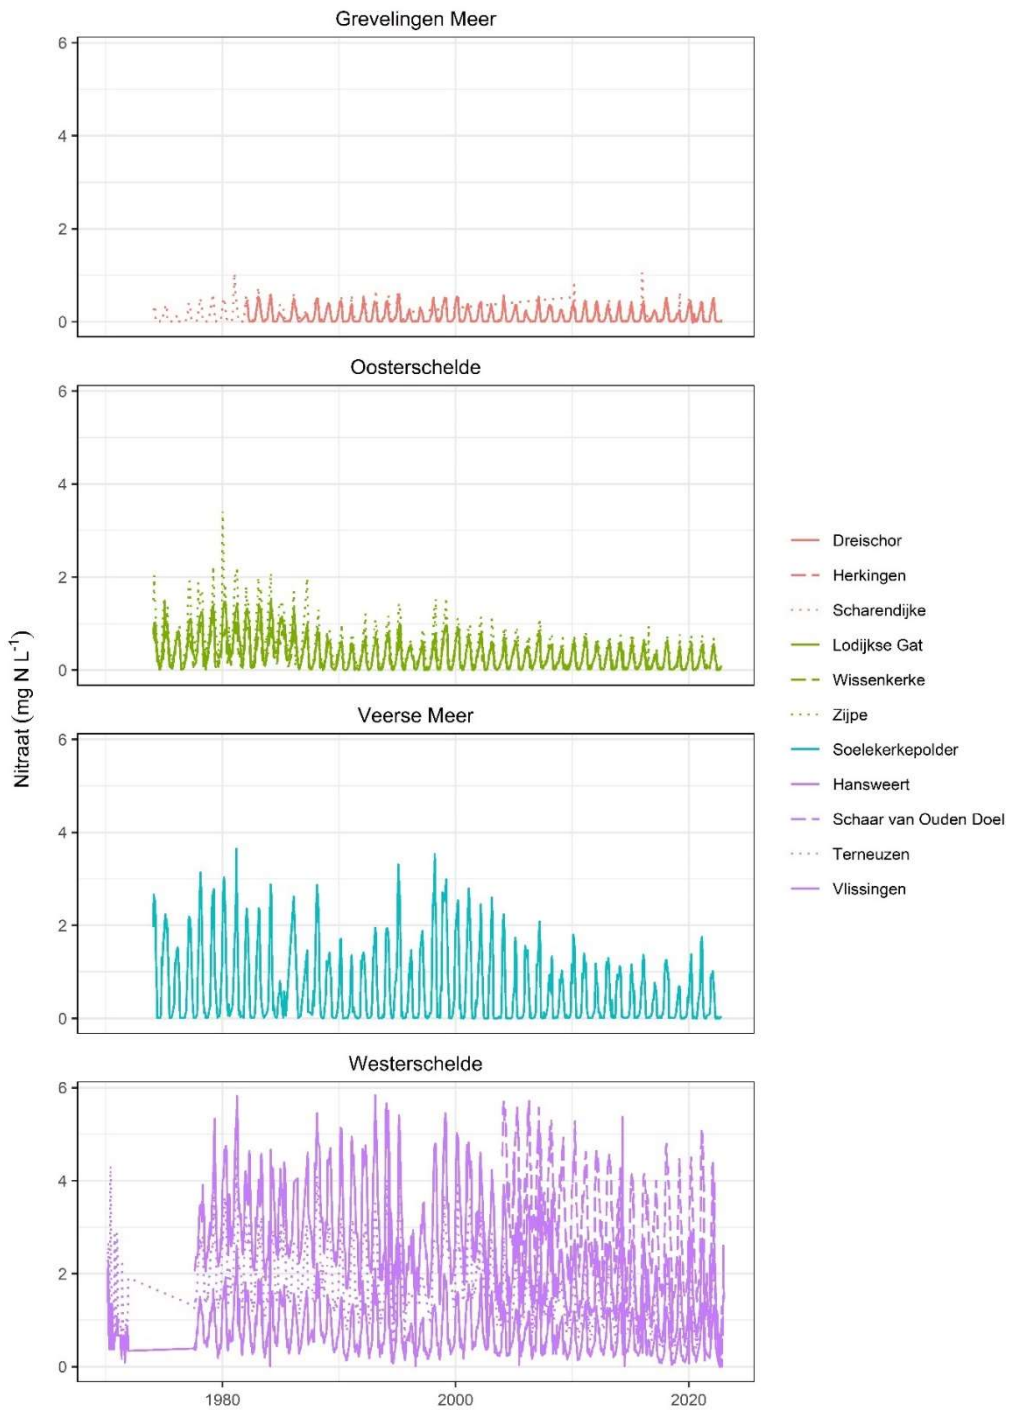 Grevelingen Meer
6
4
2
0
Oosterschelde
6
4
2
0
Veerse Meer
6
4
2
0
Westerschelde
6
4
2
0
1980
2000
2020
Nitraat (mg N L⁻¹)
Dreischor
Herkingen
Scharendijke
Lodijkse Gat
Wissenkerke
Zijpe
Soelekerkepolder
Hansweert
Schaar van Ouden Doel
Terneuzen
Vlissingen